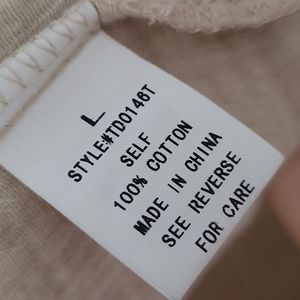 L
STYLE#TD0146T
SELF
100% COTTON
MADE IN CHINA
SEE REVERSE
FOR CARE